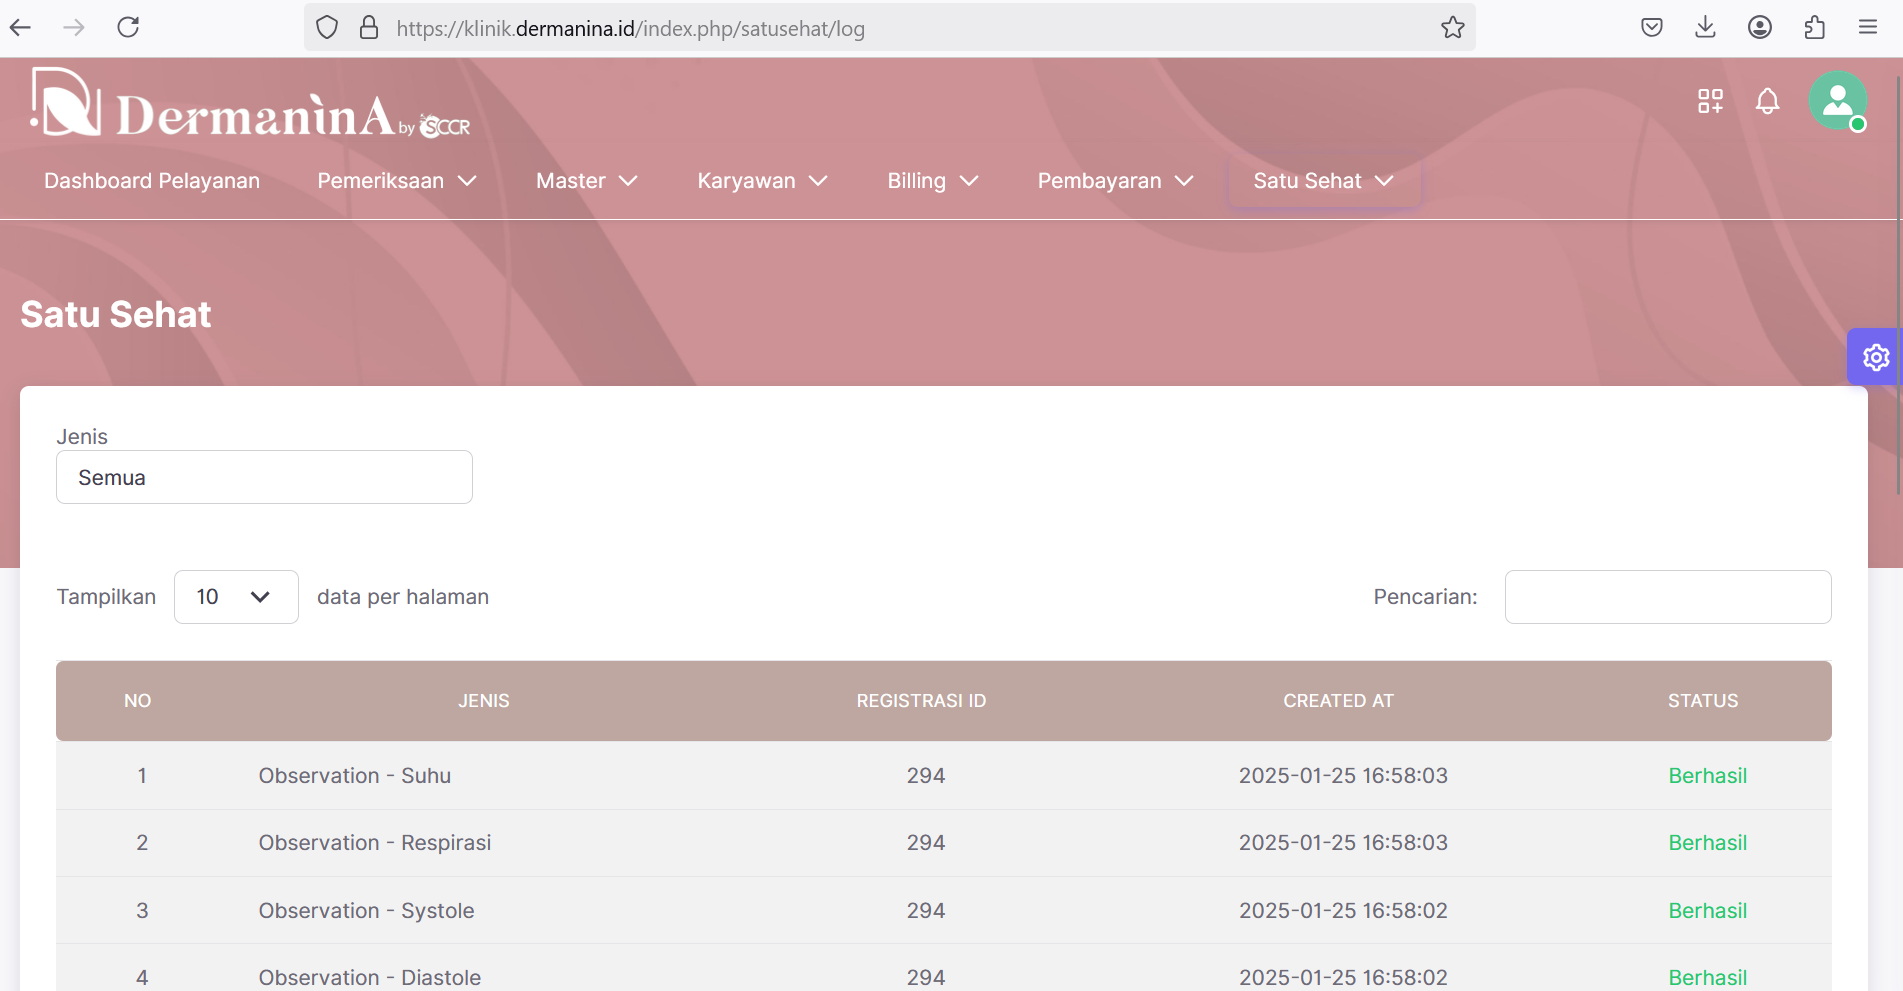 https://klinik.dermanina.id/index.php/satusehat/log
DermaninA by SCCR
Dashboard Pelayanan Pemeriksaan Master Karyawan Billing Pembayaran Satu Sehat
Satu Sehat
Jenis
Semua
Tampilkan 10 data per halaman Pencarian:
NO JENIS REGISTRASI ID CREATED AT STATUS
1 Observation - Suhu 294 2025-01-25 16:58:03 Berhasil
2 Observation - Respirasi 294 2025-01-25 16:58:03 Berhasil
3 Observation - Systole 294 2025-01-25 16:58:02 Berhasil
4 Observation - Diastole 294 2025-01-25 16:58:02 Berhasil